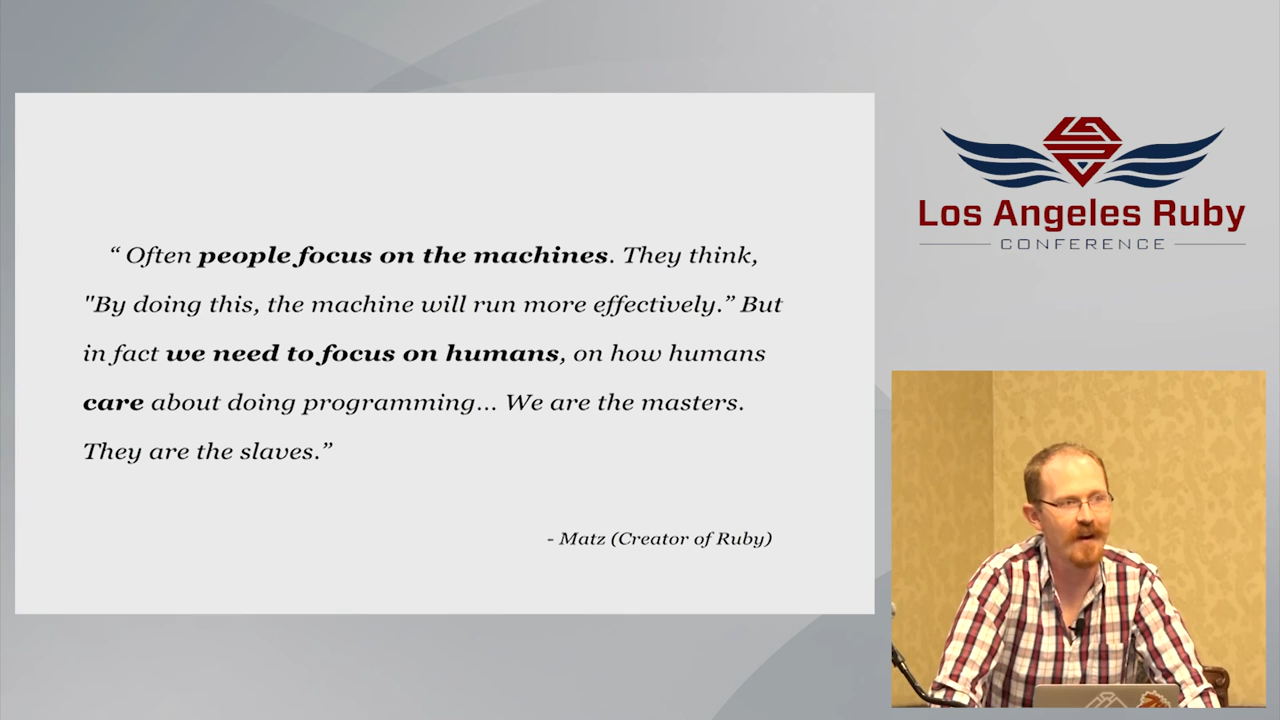 “ Often people focus on the machines. They think,
"By doing this, the machine will run more effectively.” But
in fact we need to focus on humans, on how humans
care about doing programming... We are the masters.
They are the slaves.”
- Matz (Creator of Ruby)
Los Angeles Ruby
CONFERENCE